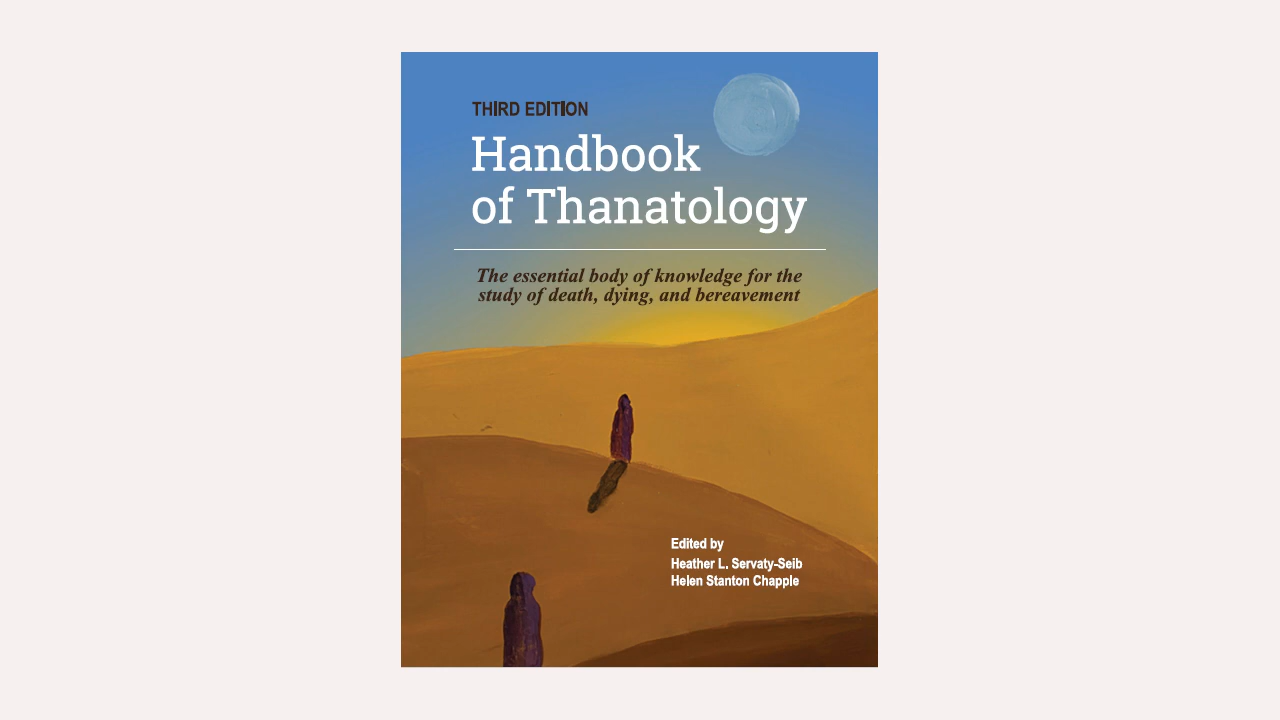 THIRD EDITION
Handbook
of Thanatology
The essential body of knowledge for the
study of death, dying, and bereavement
Edited by
Heather L. Servaty-Seib
Helen Stanton Chapple